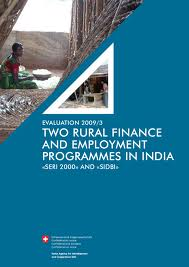 EVALUATION 2009/3
TWO RURAL FINANCE
AND EMPLOYMENT
PROGRAMMES IN INDIA
«SERI 2000» AND «SIDBI»
Schweizerische Eidgenossenschaft
Confédération suisse
Confederazione Svizzera
Confederaziun svizra
Swiss Agency for Development
and Cooperation SDC